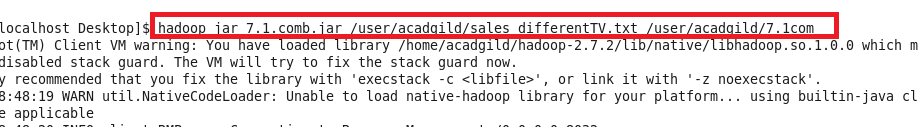 localhost Desktop]$ hadoop jar 7.1.comb.jar /user/acadgild/sales differentTV.txt /user/acadgild/7.1com
ot(TM) Client VM warning: You have loaded library /home/acadgild/hadoop-2.7.2/lib/native/libhadoop.so.1.0.0 which m
disabled stack guard. The VM will try to fix the stack guard now.
y recommended that you fix the library with 'execstack -c <libfile>', or link it with '-z noexecstack'.
8:48:19 WARN util.NativeCodeLoader: Unable to load native-hadoop library for your platform... using builtin-java cl
e applicable